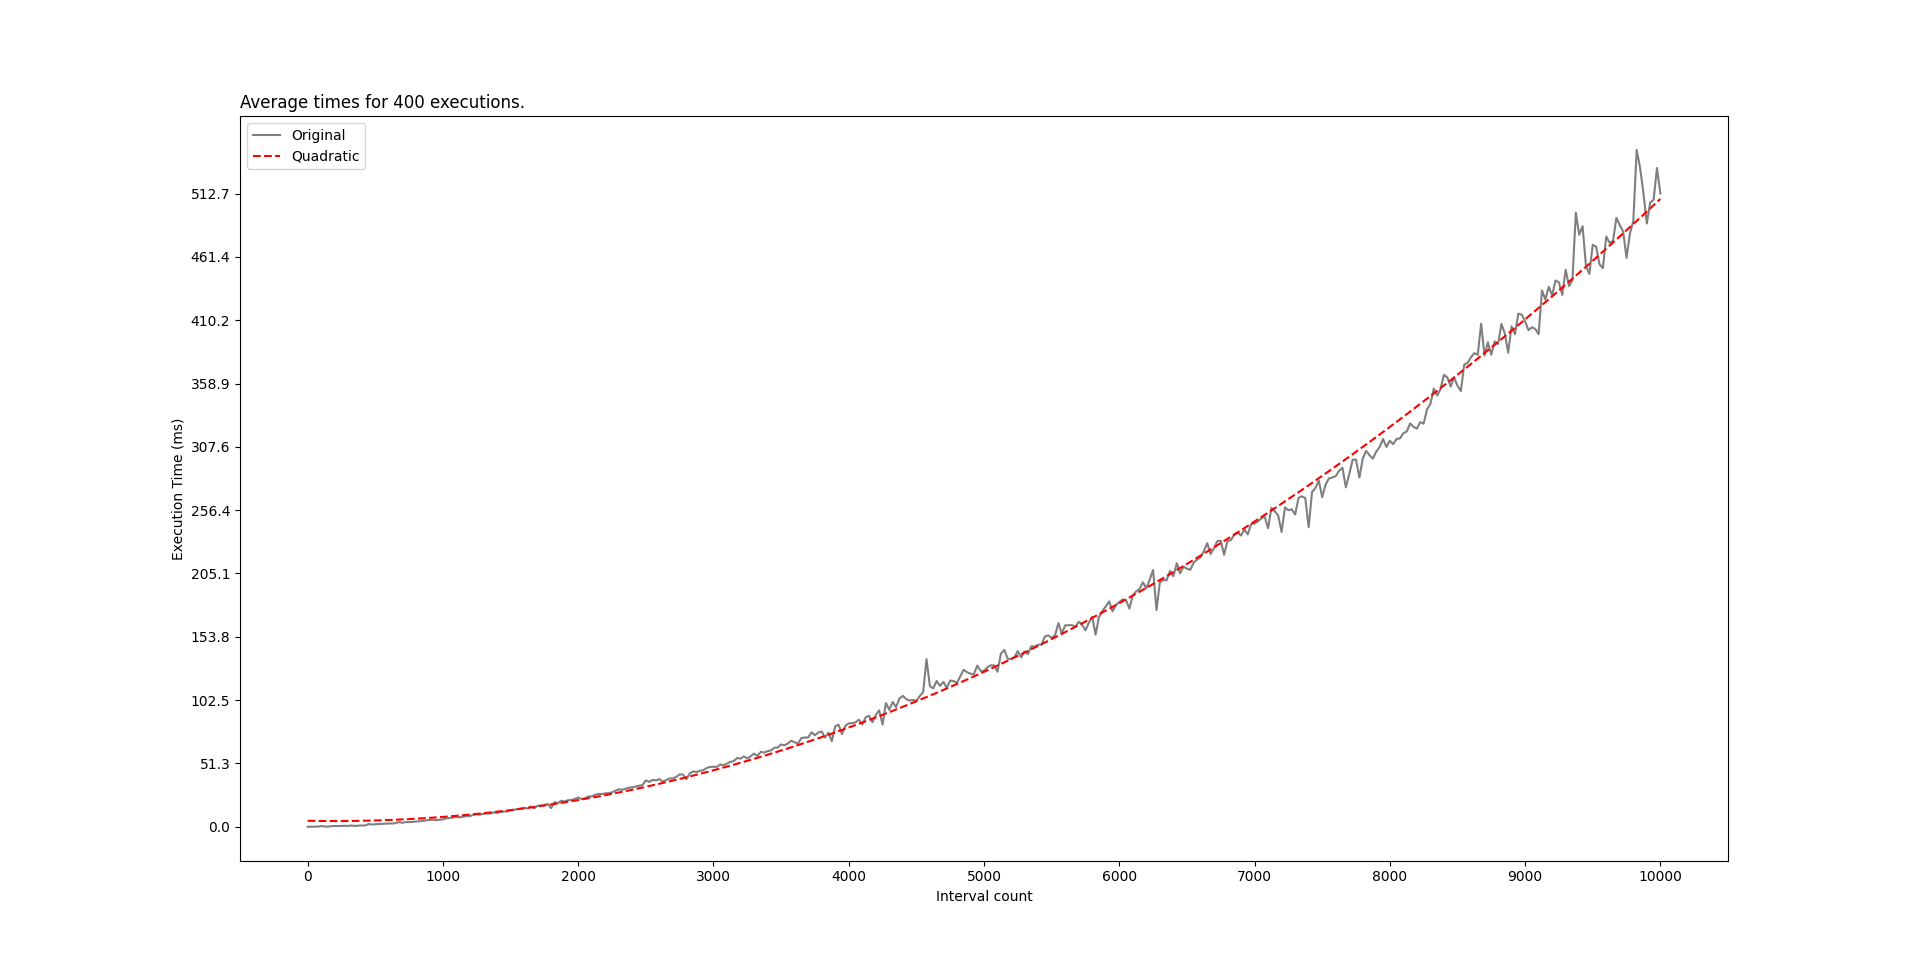 Average times for 400 executions.
Original
Quadratic
512.7
461.4
410.2
358.9
307.6
256.4
205.1
153.8
102.5
51.3
0.0
Execution Time (ms)
0 1000 2000 3000 4000 5000 6000 7000 8000 9000 10000
Interval count